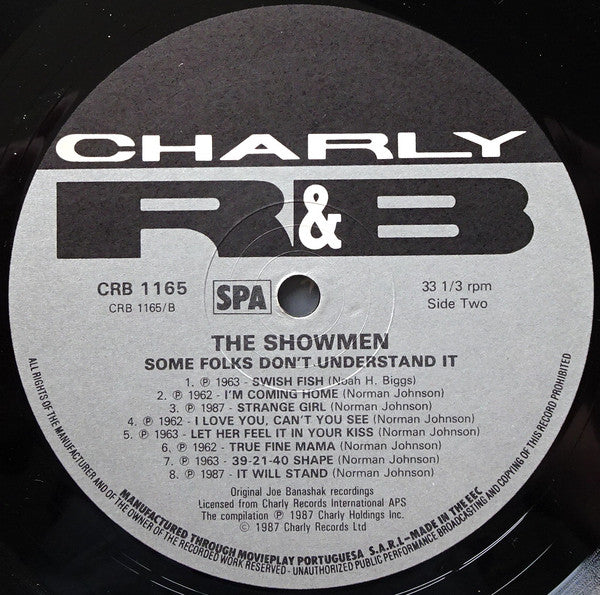 CHARLY
R&B
CRB 1165
CRB 1165/B
SPA
33 1/3 rpm
Side Two
THE SHOWMEN
SOME FOLKS DON'T UNDERSTAND IT
1. ℗ 1963 - SWISH FISH (Noah H. Biggs)
2. ℗ 1962 - I'M COMING HOME (Norman Johnson)
3. ℗ 1987 - STRANGE GIRL (Norman Johnson)
4. ℗ 1962 - I LOVE YOU, CAN'T YOU SEE (Norman Johnson)
5. ℗ 1963 - LET HER FEEL IT IN YOUR KISS (Norman Johnson)
6. ℗ 1962 - TRUE FINE MAMA (Norman Johnson)
7. ℗ 1963 - 39-21-40 SHAPE (Norman Johnson)
8. ℗ 1987 - IT WILL STAND (Norman Johnson)
Original Joe Banashak recordings
Licensed from Charly Records International APS
The compilation ℗ 1987 Charly Holdings Inc.
© 1987 Charly Records Ltd
MANUFACTURED THROUGH MOVIEPLAY PORTUGUESA S.A.R.L-MADE IN THE EEC
ALL RIGHTS OF THE MANUFACTURER AND OF THE OWNER OF THE RECORDED WORK RESERVED - UNAUTHORIZED PUBLIC PERFORMANCE BROADCASTING AND COPYING OF THIS RECORD PROHIBITED